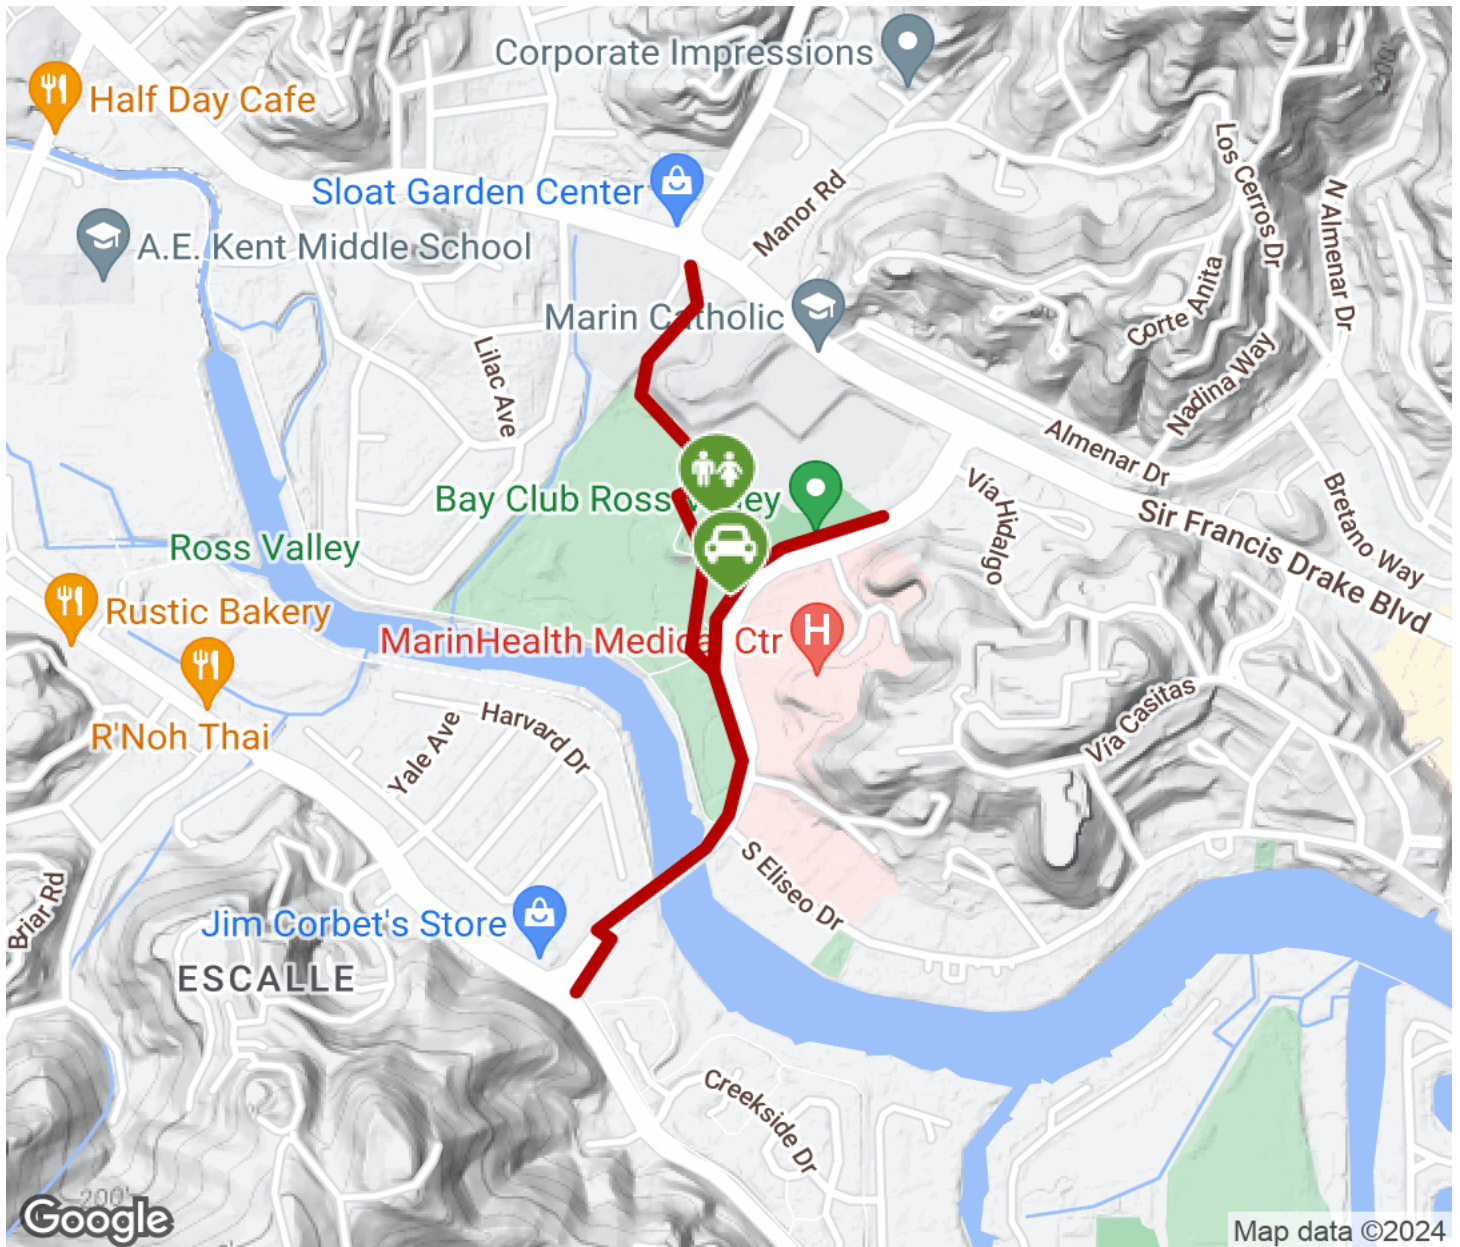 Corporate Impressions
Half Day Cafe
Los Cerros Dr
N Almenar Dr
Sloat Garden Center
Manor Rd
A.E. Kent Middle School
Corte Anita
Marin Catholic
Nadina Way
Lilac Ave
Almenar Dr
Bay Club Ross Valley
Vía Hidalgo
Bretano Way
Sir Francis Drake Blvd
Ross Valley
Rustic Bakery
MarinHealth Medical Ctr
H
Vía Casitas
R'Noh Thai
Yale Ave
Harvard Dr
S Eliseo Dr
Briar Rd
Jim Corbet's Store
ESCALLE
Creekside Dr
200'
Google
Map data ©2024